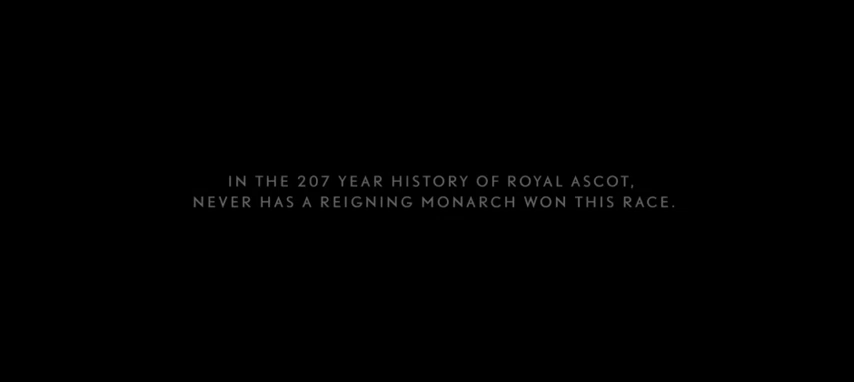 IN THE 207 YEAR HISTORY OF ROYAL ASCOT,
NEVER HAS A REIGNING MONARCH WON THIS RACE.